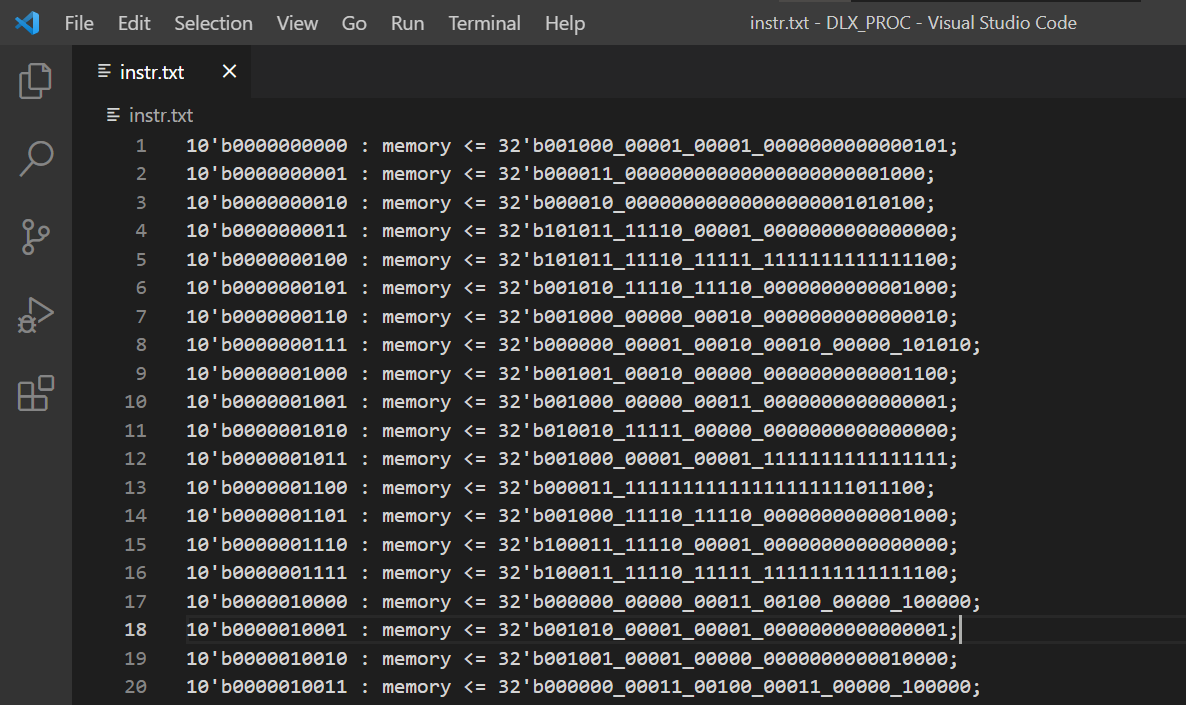 File Edit Selection View Go Run Terminal Help instr.txt - DLX_PROC - Visual Studio Code
instr.txt
instr.txt
1 10'b0000000000 : memory <= 32'b001000_00001_00001_0000000000000101;
2 10'b0000000001 : memory <= 32'b000011_00000000000000000000001000;
3 10'b0000000010 : memory <= 32'b000010_00000000000000000001010100;
4 10'b0000000011 : memory <= 32'b101011_11110_00001_0000000000000000;
5 10'b0000000100 : memory <= 32'b101011_11110_11111_1111111111111100;
6 10'b0000000101 : memory <= 32'b001010_11110_11110_0000000000001000;
7 10'b0000000110 : memory <= 32'b001000_00000_00010_0000000000000010;
8 10'b0000000111 : memory <= 32'b000000_00001_00010_00010_00000_101010;
9 10'b0000001000 : memory <= 32'b001001_00010_00000_0000000000001100;
10 10'b0000001001 : memory <= 32'b001000_00000_00011_0000000000000001;
11 10'b0000001010 : memory <= 32'b010010_11111_00000_0000000000000000;
12 10'b0000001011 : memory <= 32'b001000_00001_00001_1111111111111111;
13 10'b0000001100 : memory <= 32'b000011_11111111111111111111011100;
14 10'b0000001101 : memory <= 32'b001000_11110_11110_0000000000001000;
15 10'b0000001110 : memory <= 32'b100011_11110_00001_0000000000000000;
16 10'b0000001111 : memory <= 32'b100011_11110_11111_1111111111111100;
17 10'b0000010000 : memory <= 32'b000000_00000_00011_00100_00000_100000;
18 10'b0000010001 : memory <= 32'b001010_00001_00001_0000000000000001;
19 10'b0000010010 : memory <= 32'b001001_00001_00000_0000000000010000;
20 10'b0000010011 : memory <= 32'b000000_00011_00100_00011_00000_100000;